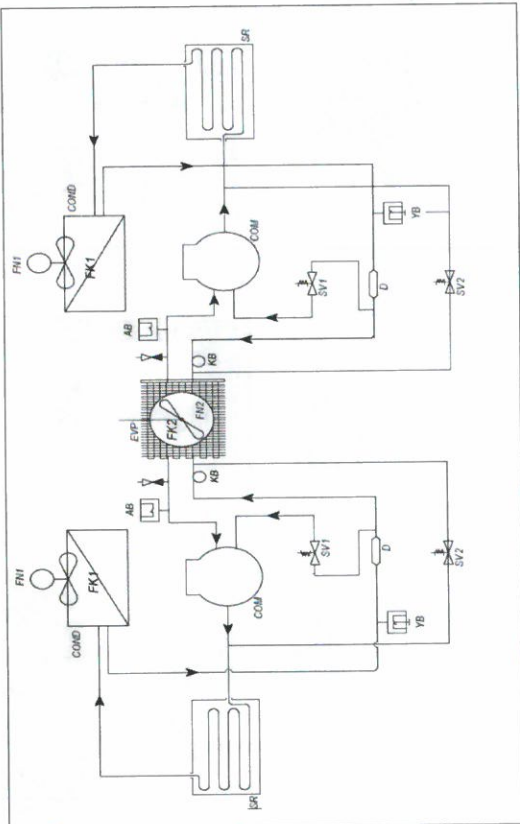 FN1
FN1
FK1
FK1
COND
COND
AB
EVP
AB
SR
FK2
FN2
KB
KB
COM
COM
SR
SV1
SV1
D
D
YB
YB
SV2
SV2